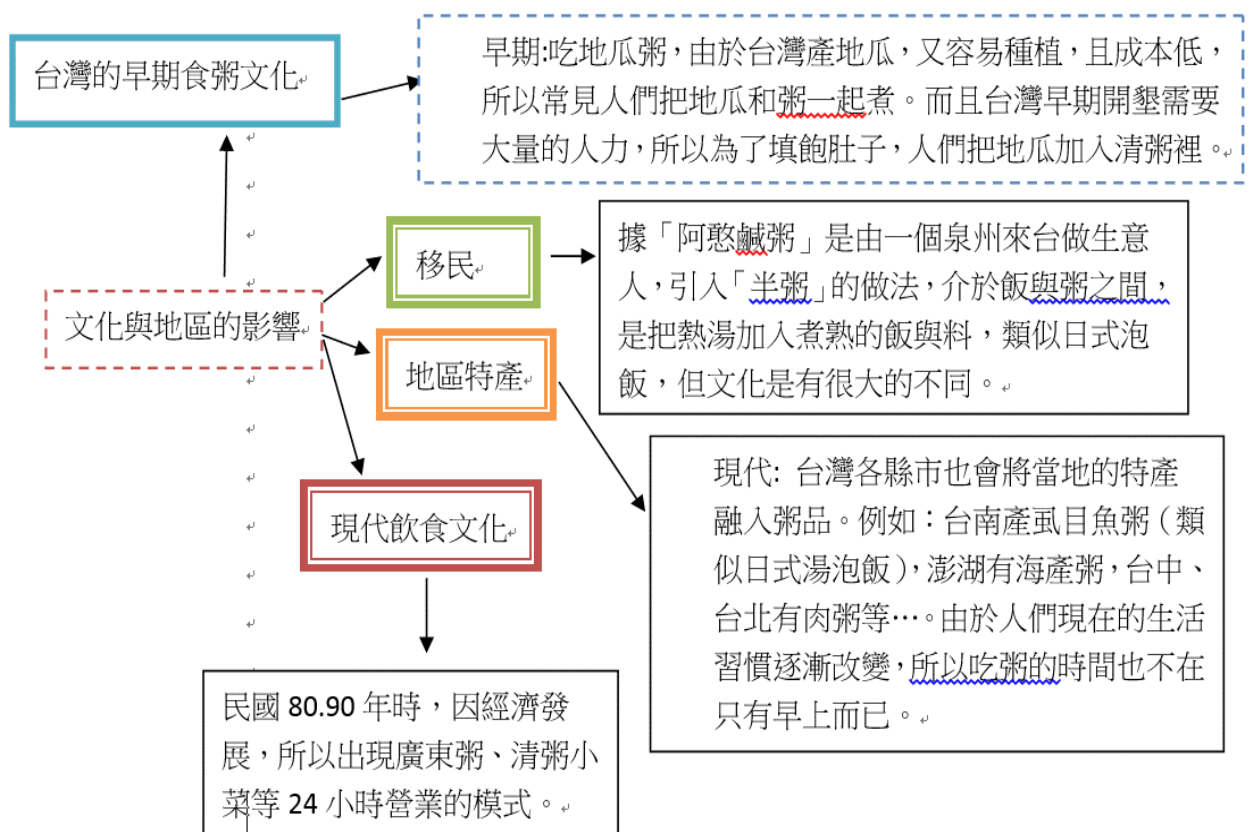 台灣的早期食粥文化
早期:吃地瓜粥，由於台灣產地瓜，又容易種植，且成本低，
所以常見人們把地瓜和粥一起煮。而且台灣早期開墾需要
大量的人力，所以為了填飽肚子，人們把地瓜加入清粥裡。
文化與地區的影響
移民
據「阿憨鹹粥」是由一個泉州來台做生意
人，引入「半粥」的做法，介於飯與粥之間，
是把熱湯加入煮熟的飯與料，類似日式泡
飯，但文化是有很大的不同。
地區特產
現代: 台灣各縣市也會將當地的特產
融入粥品。例如：台南產虱目魚粥（類
似日式湯泡飯），澎湖有海產粥，台中、
台北有肉粥等…。由於人們現在的生活
習慣逐漸改變，所以吃粥的時間也不在
只有早上而已。
現代飲食文化
民國 80.90 年時，因經濟發
展，所以出現廣東粥、清粥小
菜等 24 小時營業的模式。